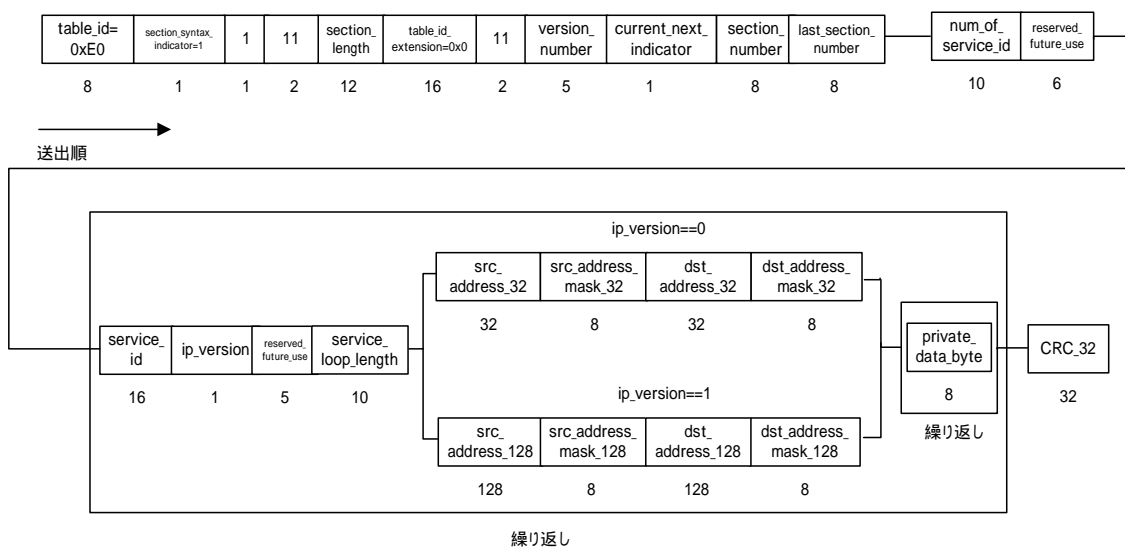 table_id=
0xE0
section_syntax_
indicator=1
1
11
section_
length
table_id_
extension=0x0
11
version_
number
current_next_
indicator
section_
number
last_section_
number
num_of_
service_id
reserved_
future_use
8 1 1 2 12 16 2 5 1 8 8 10 6
送出順
ip_version==0
src_
address_32
src_address_
mask_32
dst_
address_32
dst_address_
mask_32
32 8 32 8
service_
id
ip_version
reserved_
future_use
service_
loop_length
16 1 5 10
private_
data_byte
8
繰り返し
CRC_32
32
ip_version==1
src_
address_128
src_address_
mask_128
dst_
address_128
dst_address_
mask_128
128 8 128 8
繰り返し